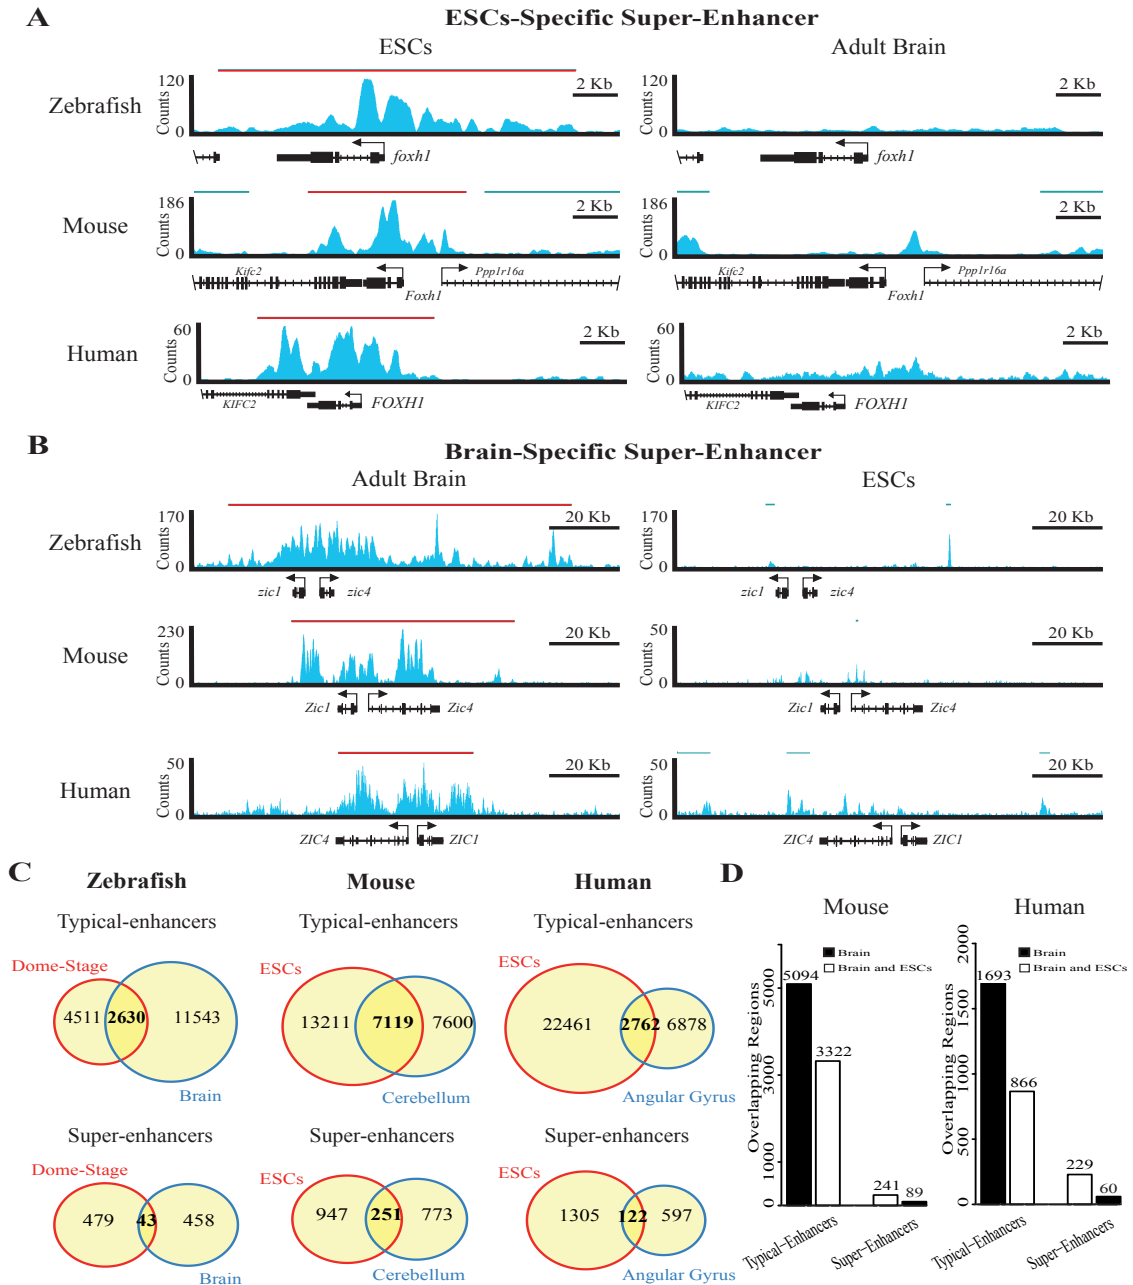 A
ESCs-Specific Super-Enhancer
ESCs
Adult Brain
Zebrafish
Counts
120
0
2 Kb
foxh1
Counts
120
0
2 Kb
foxh1
Mouse
Counts
186
0
2 Kb
Kifc2
Foxh1
Ppp1r16a
Counts
186
0
2 Kb
Kifc2
Foxh1
Ppp1r16a
Human
Counts
60
0
2 Kb
KIFC2
FOXH1
Counts
60
0
2 Kb
KIFC2
FOXH1
B
Brain-Specific Super-Enhancer
Adult Brain
ESCs
Zebrafish
Counts
170
0
20 Kb
zic1
zic4
Counts
170
0
20 Kb
zic1
zic4
Mouse
Counts
230
0
20 Kb
Zic1
Zic4
Counts
50
0
20 Kb
Zic1
Zic4
Human
Counts
50
0
20 Kb
ZIC4
ZIC1
Counts
50
0
20 Kb
ZIC4
ZIC1
C
Zebrafish
Mouse
Human
Typical-enhancers
Typical-enhancers
Typical-enhancers
Dome-Stage
4511 2630 11543
Brain
ESCs
13211 7119 7600
Cerebellum
ESCs
22461 2762 6878
Angular Gyrus
Super-enhancers
Super-enhancers
Super-enhancers
Dome-Stage
479 43 458
Brain
ESCs
947 251 773
Cerebellum
ESCs
1305 122 597
Angular Gyrus
D
Mouse
Brain
Brain and ESCs
Overlapping Regions
5000
3000
1000
0
5094
3322
241
89
Typical-Enhancers
Super-Enhancers
Human
Brain
Brain and ESCs
Overlapping Regions
2000
1500
1000
500
0
1693
866
229
60
Typical-Enhancers
Super-Enhancers